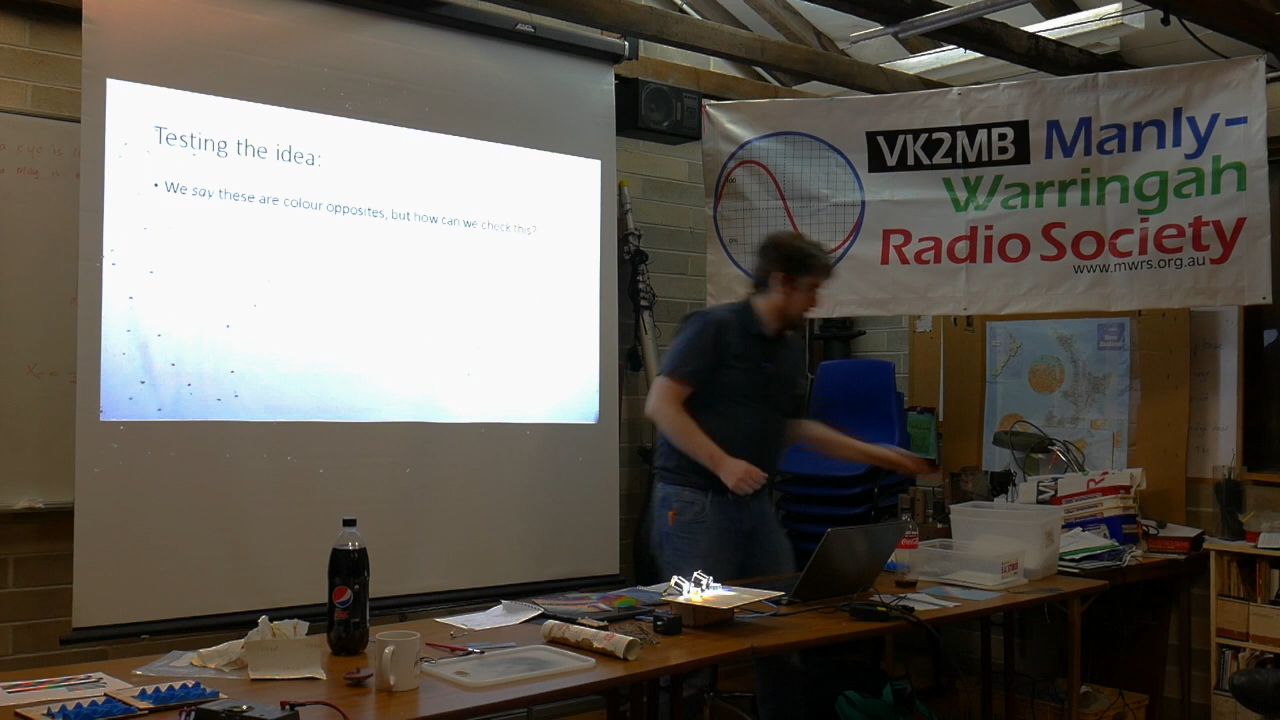 Testing the idea:
• We say these are colour opposites, but how can we check this?
VK2MB Manly-
Warringah
Radio Society
www.mwrs.org.au